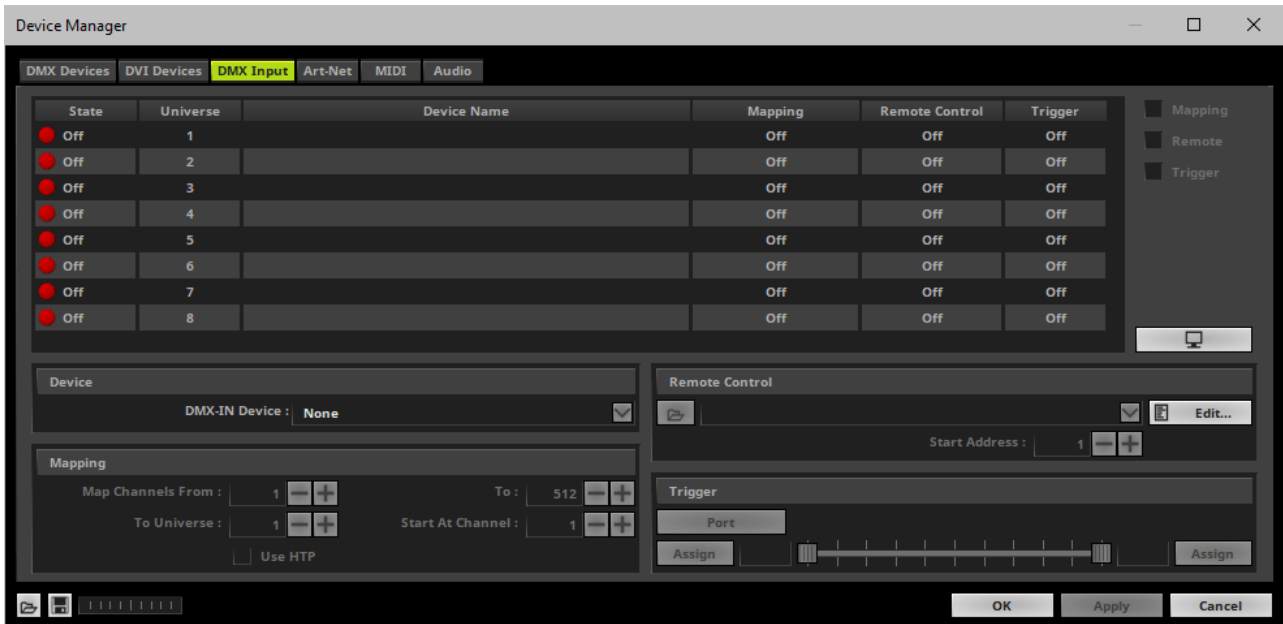 Device Manager
DMX Devices DVI Devices DMX Input Art-Net MIDI Audio
State Universe Device Name Mapping Remote Control Trigger
Off 1 Off Off Off
Off 2 Off Off Off
Off 3 Off Off Off
Off 4 Off Off Off
Off 5 Off Off Off
Off 6 Off Off Off
Off 7 Off Off Off
Off 8 Off Off Off
Mapping
Remote
Trigger
Device
DMX-IN Device : None
Mapping
Map Channels From : 1 To : 512
To Universe : 1 Start At Channel : 1
Use HTP
Remote Control
Edit...
Start Address : 1
Trigger
Port
Assign Assign
OK Apply Cancel